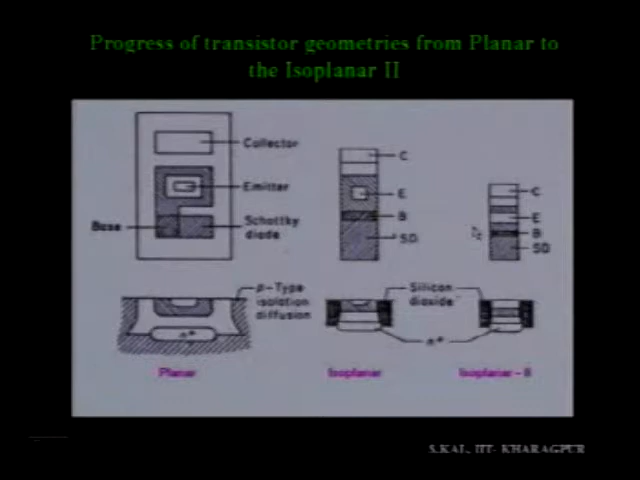 Progress of transistor geometries from Planar to
the Isoplanar II
Collector
Emitter
Base
Schottky
diode
C
E
B
SD
C
E
B
SD
p-Type
isolation
diffusion
Silicon
dioxide
n+
n+
Planar
Isoplanar
Isoplanar - II
S.KAL, IIT- KHARAGPUR